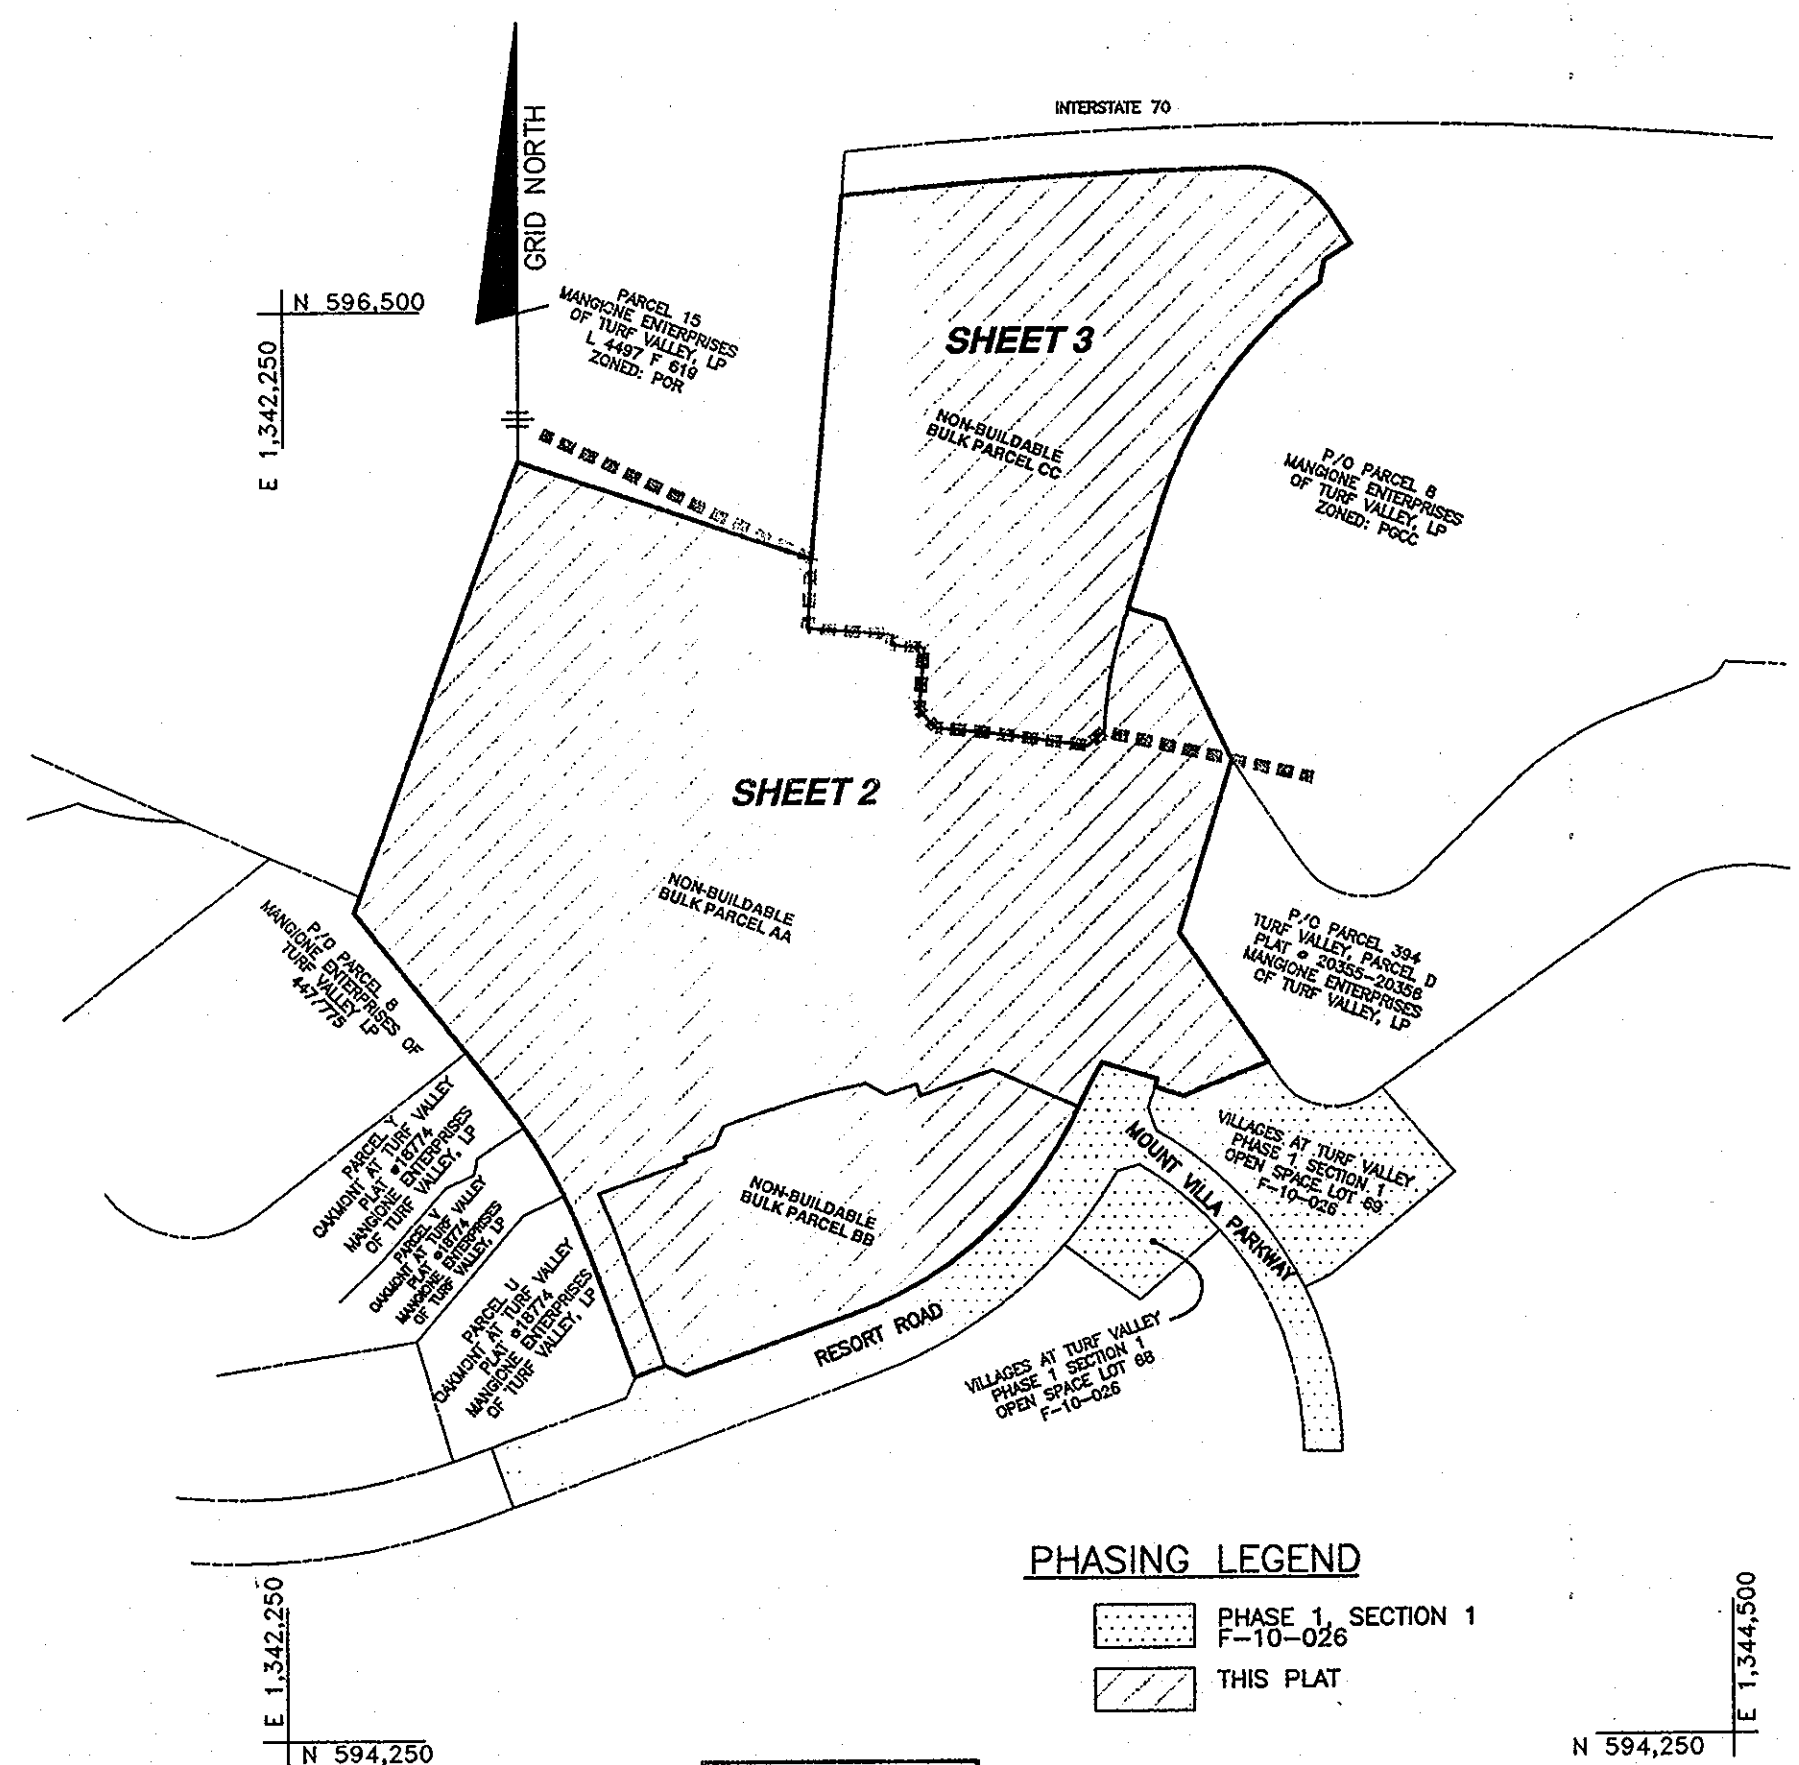 INTERSTATE 70
GRID NORTH
N 596,500
E 1,342,250
PARCEL 15
MANGIONE ENTERPRISES
OF TURF VALLEY, LP
L 4497 F 619
ZONED: POR
SHEET 3
NON-BUILDABLE
BULK PARCEL CC
P/O PARCEL 8
MANGIONE ENTERPRISES
OF TURF VALLEY, LP
ZONED: PGCC
SHEET 2
NON-BUILDABLE
BULK PARCEL AA
P/O PARCEL 8
MANGIONE ENTERPRISES OF
TURF VALLEY LP
447/775
P/O PARCEL 394
TURF VALLEY, PARCEL D
PLAT # 20355-20358
MANGIONE ENTERPRISES
OF TURF VALLEY, LP
PARCEL Y
OAKMONT AT TURF VALLEY
PLAT #18774
MANGIONE ENTERPRISES
OF TURF VALLEY, LP
PARCEL V
OAKMONT AT TURF VALLEY
PLAT #18774
MANGIONE ENTERPRISES
OF TURF VALLEY, LP
PARCEL U
OAKMONT AT TURF VALLEY
PLAT #18774
MANGIONE ENTERPRISES
OF TURF VALLEY, LP
NON-BUILDABLE
BULK PARCEL BB
MOUNT VILLA PARKWAY
VILLAGES AT TURF VALLEY
PHASE 1, SECTION 1
OPEN SPACE LOT 69
F-10-026
RESORT ROAD
VILLAGES AT TURF VALLEY
PHASE 1 SECTION 1
OPEN SPACE LOT 68
F-10-026
PHASING LEGEND
PHASE 1, SECTION 1
F-10-026
THIS PLAT
E 1,342,250
N 594,250
E 1,344,500
N 594,250